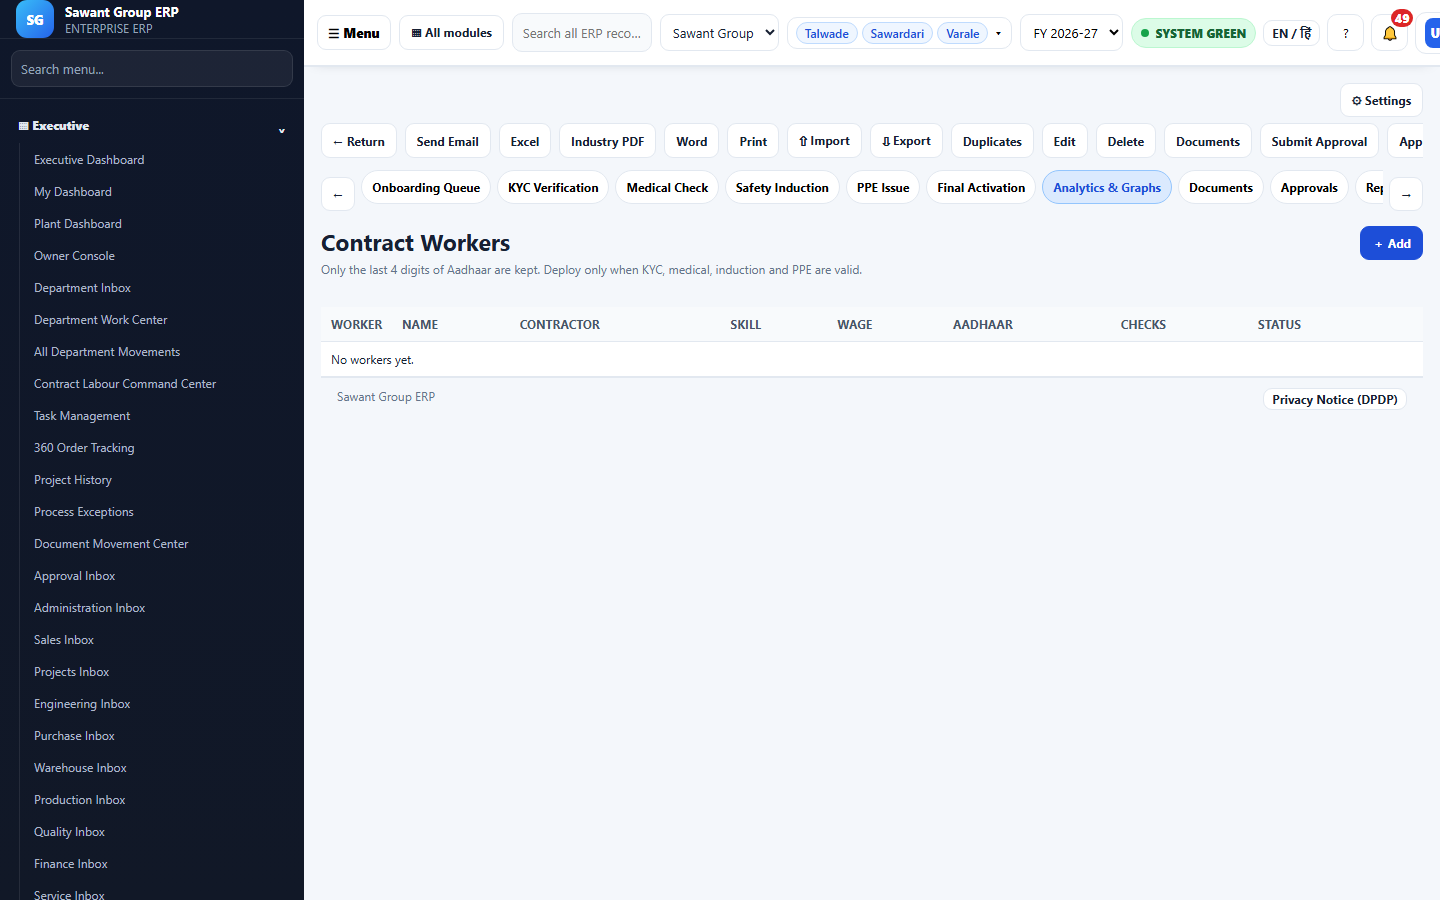 SG
Sawant Group ERP
ENTERPRISE ERP
Search menu...
Executive
Executive Dashboard
My Dashboard
Plant Dashboard
Owner Console
Department Inbox
Department Work Center
All Department Movements
Contract Labour Command Center
Task Management
360 Order Tracking
Project History
Process Exceptions
Document Movement Center
Approval Inbox
Administration Inbox
Sales Inbox
Projects Inbox
Engineering Inbox
Purchase Inbox
Warehouse Inbox
Production Inbox
Quality Inbox
Finance Inbox
Service Inbox
☰ Menu
All modules
Search all ERP reco...
Sawant Group
Talwade
Sawardari
Varale
FY 2026-27
SYSTEM GREEN
EN / हिं
?
49
U
⚙ Settings
← Return
Send Email
Excel
Industry PDF
Word
Print
⇧ Import
⇩ Export
Duplicates
Edit
Delete
Documents
Submit Approval
App
←
Onboarding Queue
KYC Verification
Medical Check
Safety Induction
PPE Issue
Final Activation
Analytics & Graphs
Documents
Approvals
Rep
→
Contract Workers
+ Add
Only the last 4 digits of Aadhaar are kept. Deploy only when KYC, medical, induction and PPE are valid.
WORKER NAME CONTRACTOR SKILL WAGE AADHAAR CHECKS STATUS
No workers yet.
Sawant Group ERP
Privacy Notice (DPDP)